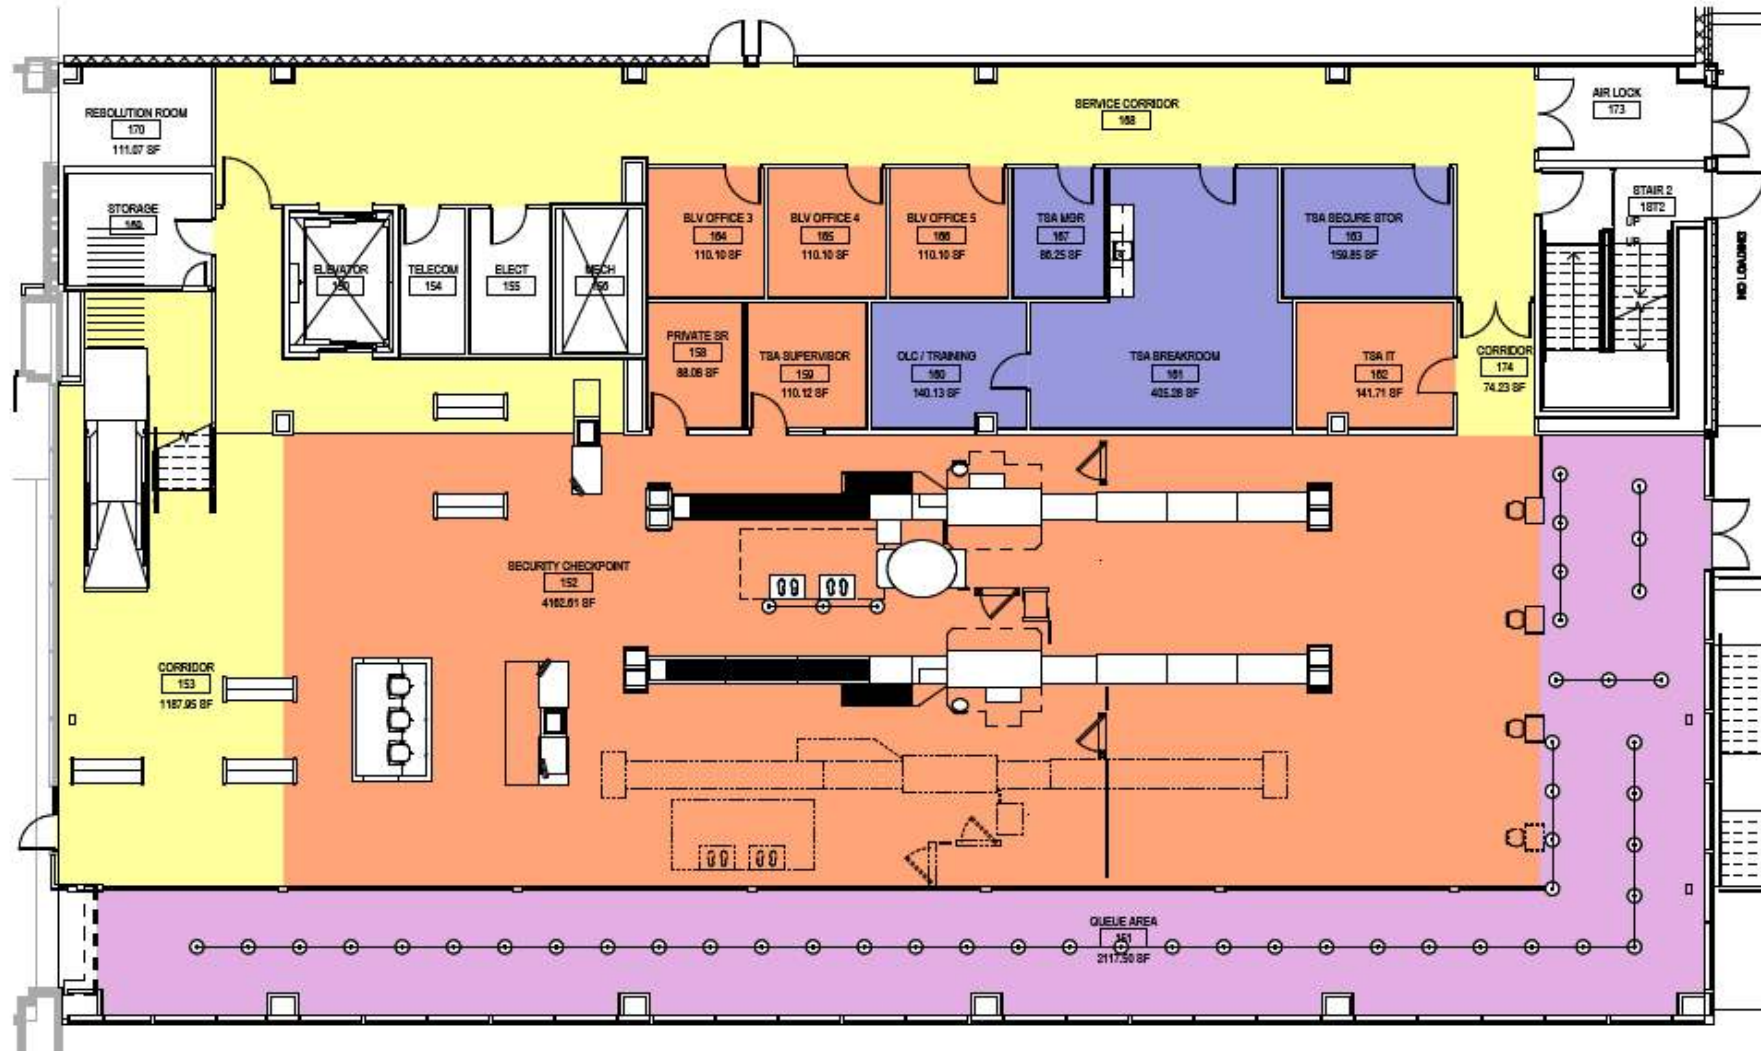 RESOLUTION ROOM
170
111.07 SF
SERVICE CORRIDOR
168
AIR LOCK
173
STORAGE
169
BLV OFFICE 3
164
110.10 SF
BLV OFFICE 4
165
110.10 SF
BLV OFFICE 5
166
110.10 SF
TSA MGR
167
86.25 SF
TSA SECURE STOR
163
159.85 SF
STAIR 2
1ST2
UP
UP
NO LOADING
ELEVATOR
150
TELECOM
154
ELECT
155
MECH
156
PRIVATE SR
158
88.08 SF
TSA SUPERVISOR
159
110.12 SF
OLC / TRAINING
160
140.13 SF
TSA BREAKROOM
161
405.28 SF
TSA IT
162
141.71 SF
CORRIDOR
174
74.23 SF
SECURITY CHECKPOINT
152
4162.61 SF
CORRIDOR
153
1187.95 SF
QUEUE AREA
151
2117.50 SF